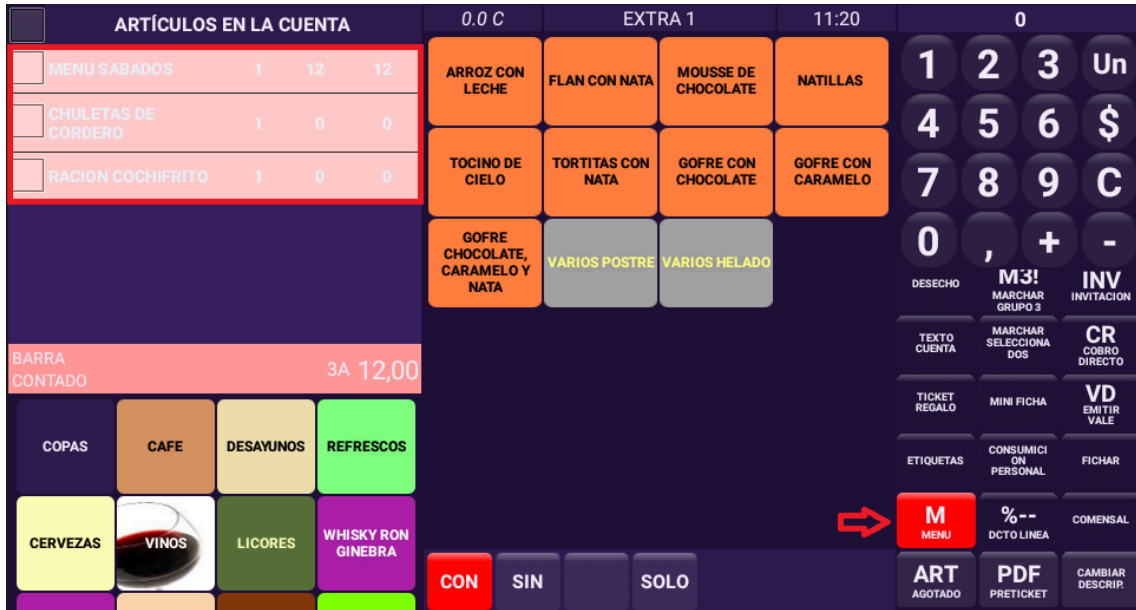 ARTÍCULOS EN LA CUENTA
MENU SABADOS 1 12 12
CHULETAS DE
CORDERO 1 0 0
RACION COCHIFRITO 1 0 0
BARRA
CONTADO
3A 12,00
COPAS
CAFE
DESAYUNOS
REFRESCOS
CERVEZAS
VINOS
LICORES
WHISKY RON
GINEBRA
0.0 C EXTRA 1 11:20
ARROZ CON
LECHE
FLAN CON NATA
MOUSSE DE
CHOCOLATE
NATILLAS
TOCINO DE
CIELO
TORTITAS CON
NATA
GOFRE CON
CHOCOLATE
GOFRE CON
CARAMELO
GOFRE
CHOCOLATE,
CARAMELO Y
NATA
VARIOS POSTRE
VARIOS HELADO
CON
SIN
SOLO
0
1 2 3 Un
4 5 6 $
7 8 9 C
0 , + -
DESECHO
M3!
MARCHAR
GRUPO 3
INV
INVITACION
TEXTO
CUENTA
MARCHAR
SELECCIONA
DOS
CR
COBRO
DIRECTO
TICKET
REGALO
MINI FICHA
VD
EMITIR
VALE
ETIQUETAS
CONSUMICI
ON
PERSONAL
FICHAR
M
MENU
%--
DCTO LINEA
COMENSAL
ART
AGOTADO
PDF
PRETICKET
CAMBIAR
DESCRIP.